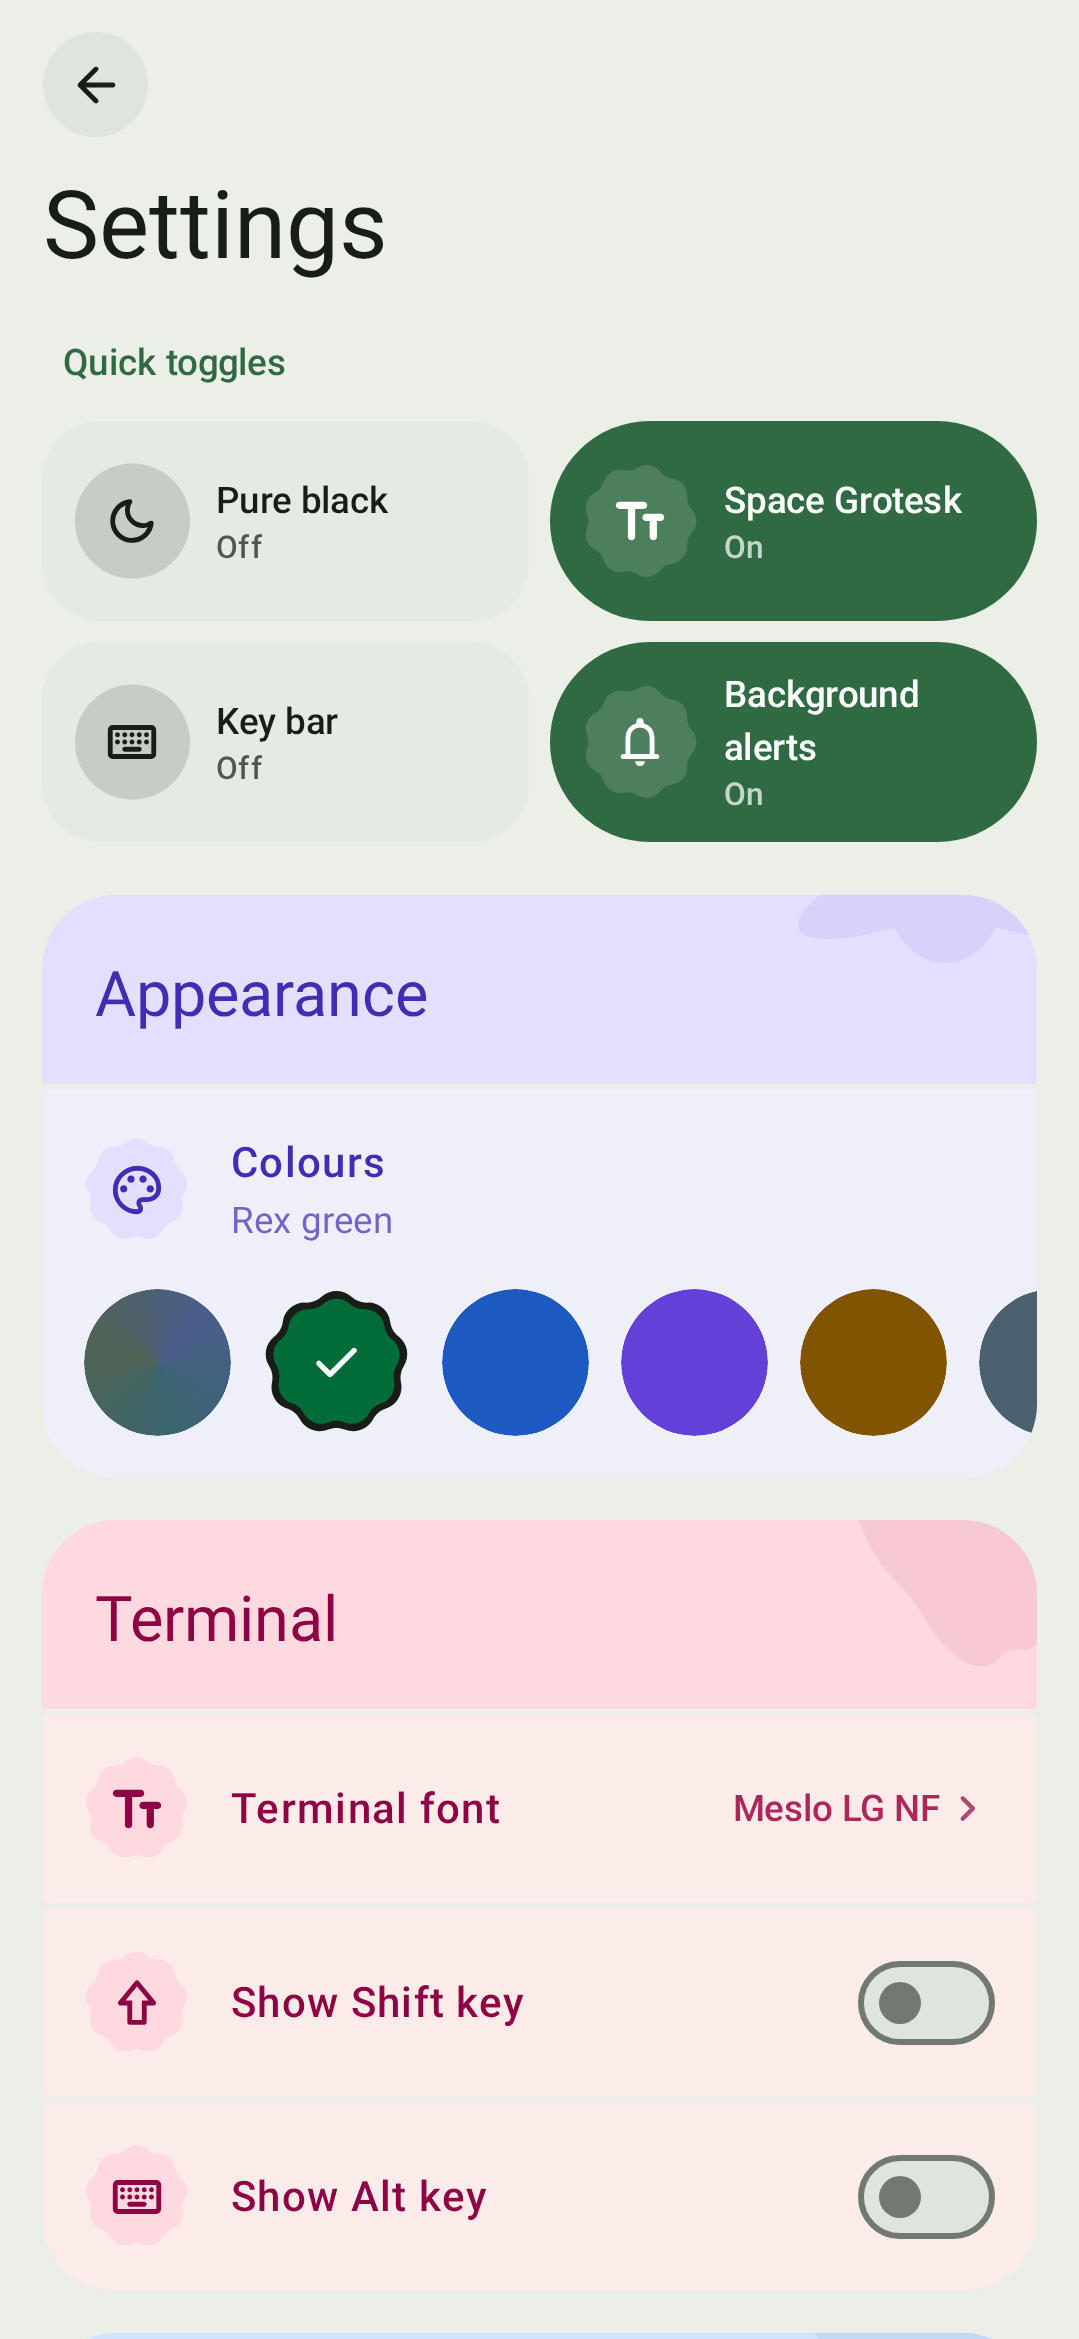 Settings
Quick toggles
Pure black
Off
Space Grotesk
On
Key bar
Off
Background
alerts
On
Appearance
Colours
Rex green
Terminal
Terminal font
Meslo LG NF
Show Shift key
Show Alt key